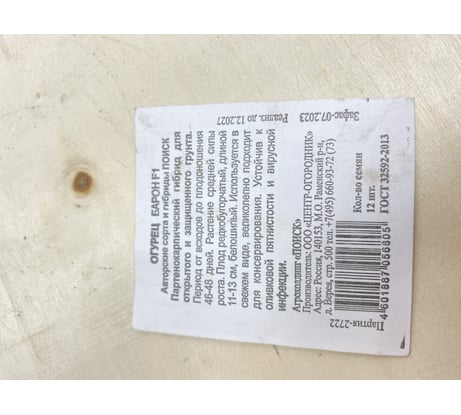 ОГУРЕЦ БАРОН F1
Авторские сорта и гибриды ПОИСК
Партенокарпический гибрид для
открытого и защищенного грунта.
Период от всходов до плодоношения
46-48 дней. Растение средней силы
роста. Плод редкобугорчатый, длиной
11-13 см, белошипый. Используется в
свежем виде, великолепно подходит
для консервирования. Устойчив к
оливковой пятнистости и вирусной
инфекции.
Агрохолдинг «ПОИСК»
Производитель: ООО «ЦЕНТР-ОГОРОДНИК»
Адрес: Россия, 140153, М.О. Раменский р-н,
д. Верея, стр. 500 тел. +7(495) 660-93-72 (73)
Кол-во семян
12 шт.
ГОСТ 32592-2013
4601887056605
Партия-2722
Зафас-07.2023
Реализ. до 12.2027